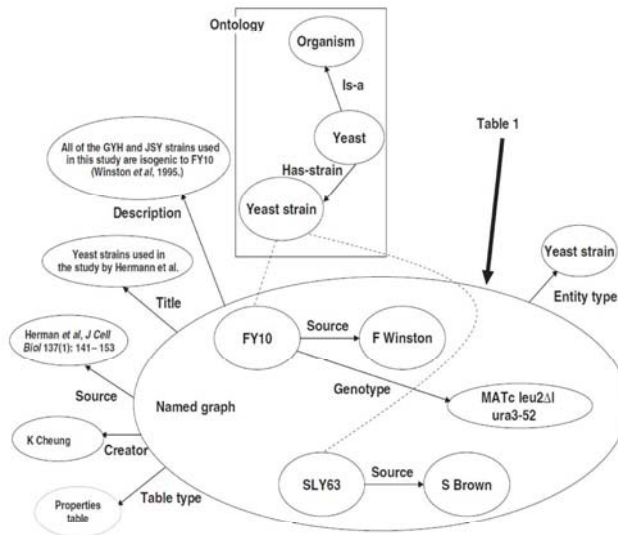 Ontology
Organism
Is-a
Yeast
Has-strain
Yeast strain
Table 1
All of the GYH and JSY strains used
in this study are isogenic to FY10
(Winston et al, 1995.)
Description
Yeast strains used in
the study by Hermann et al.
Title
Yeast strain
Entity type
Herman et al, J Cell
Biol 137(1): 141– 153
Source
FY10
Source
F Winston
Genotype
MATc leu2Δl
ura3-52
Named graph
K Cheung
Creator
SLY63
Source
S Brown
Table type
Properties
table